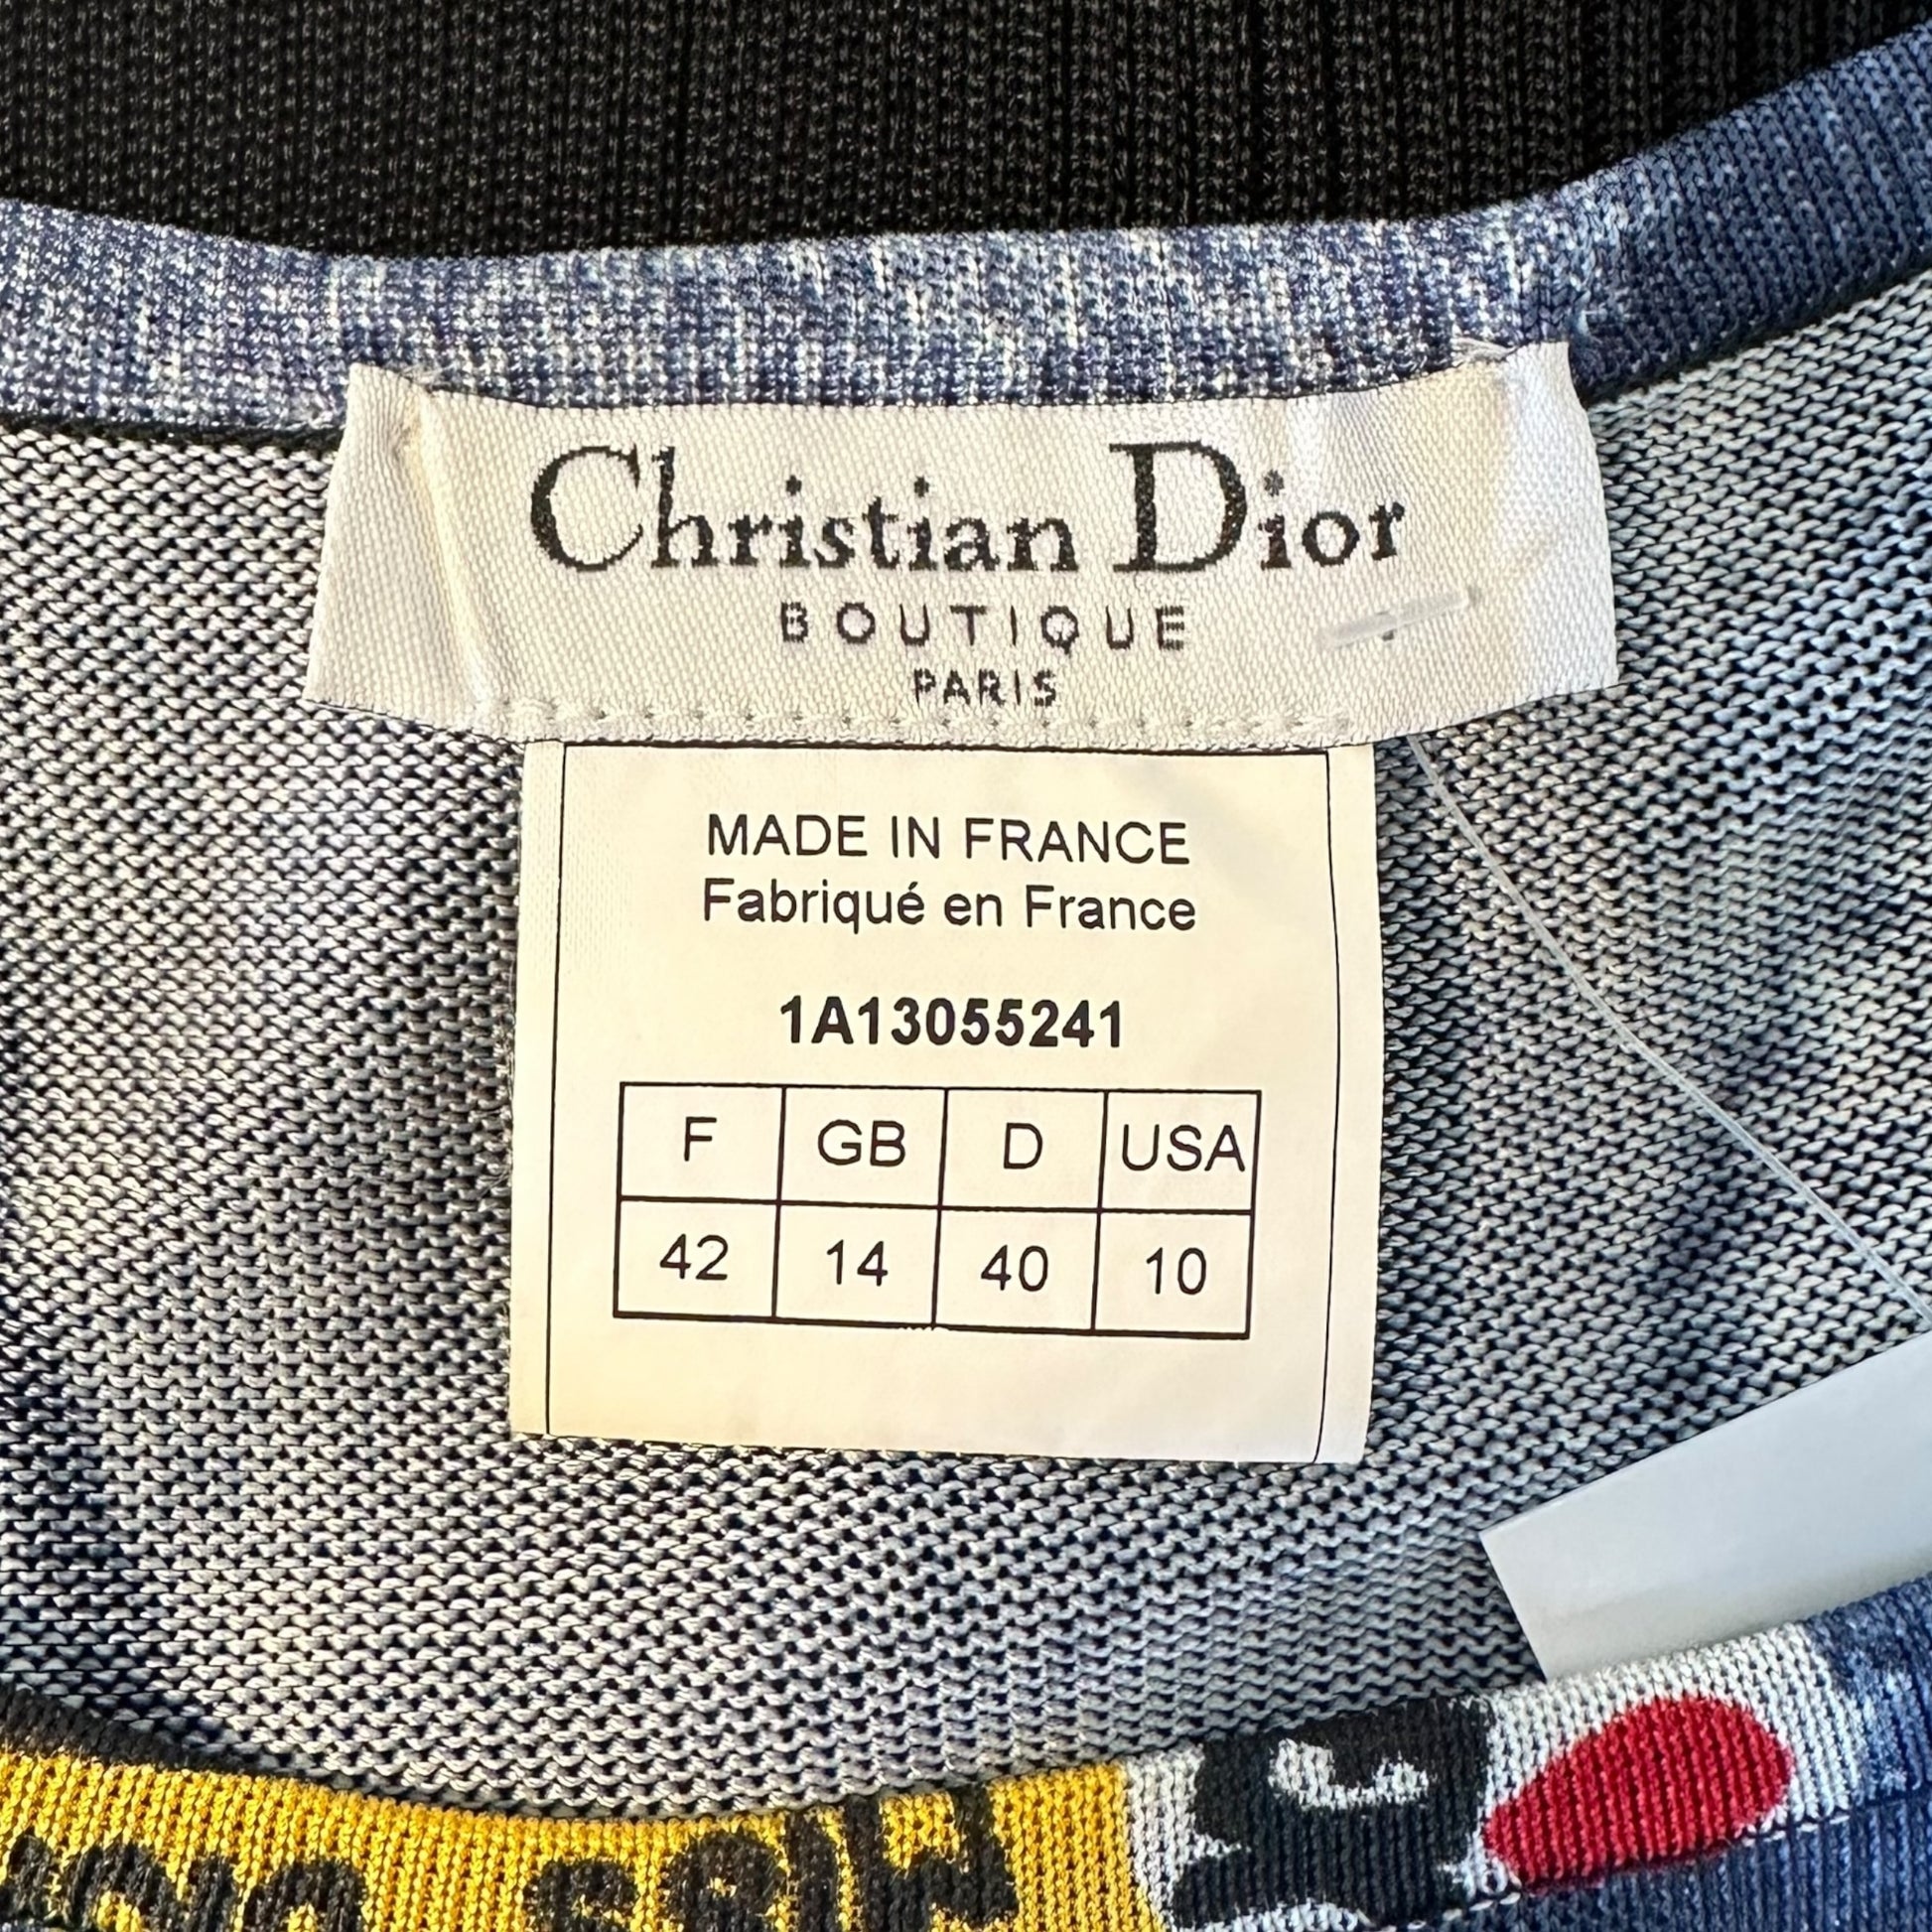 Christian Dior
BOUTIQUE
PARIS
MADE IN FRANCE
Fabriqué en France
1A13055241
F GB D USA
42 14 40 10